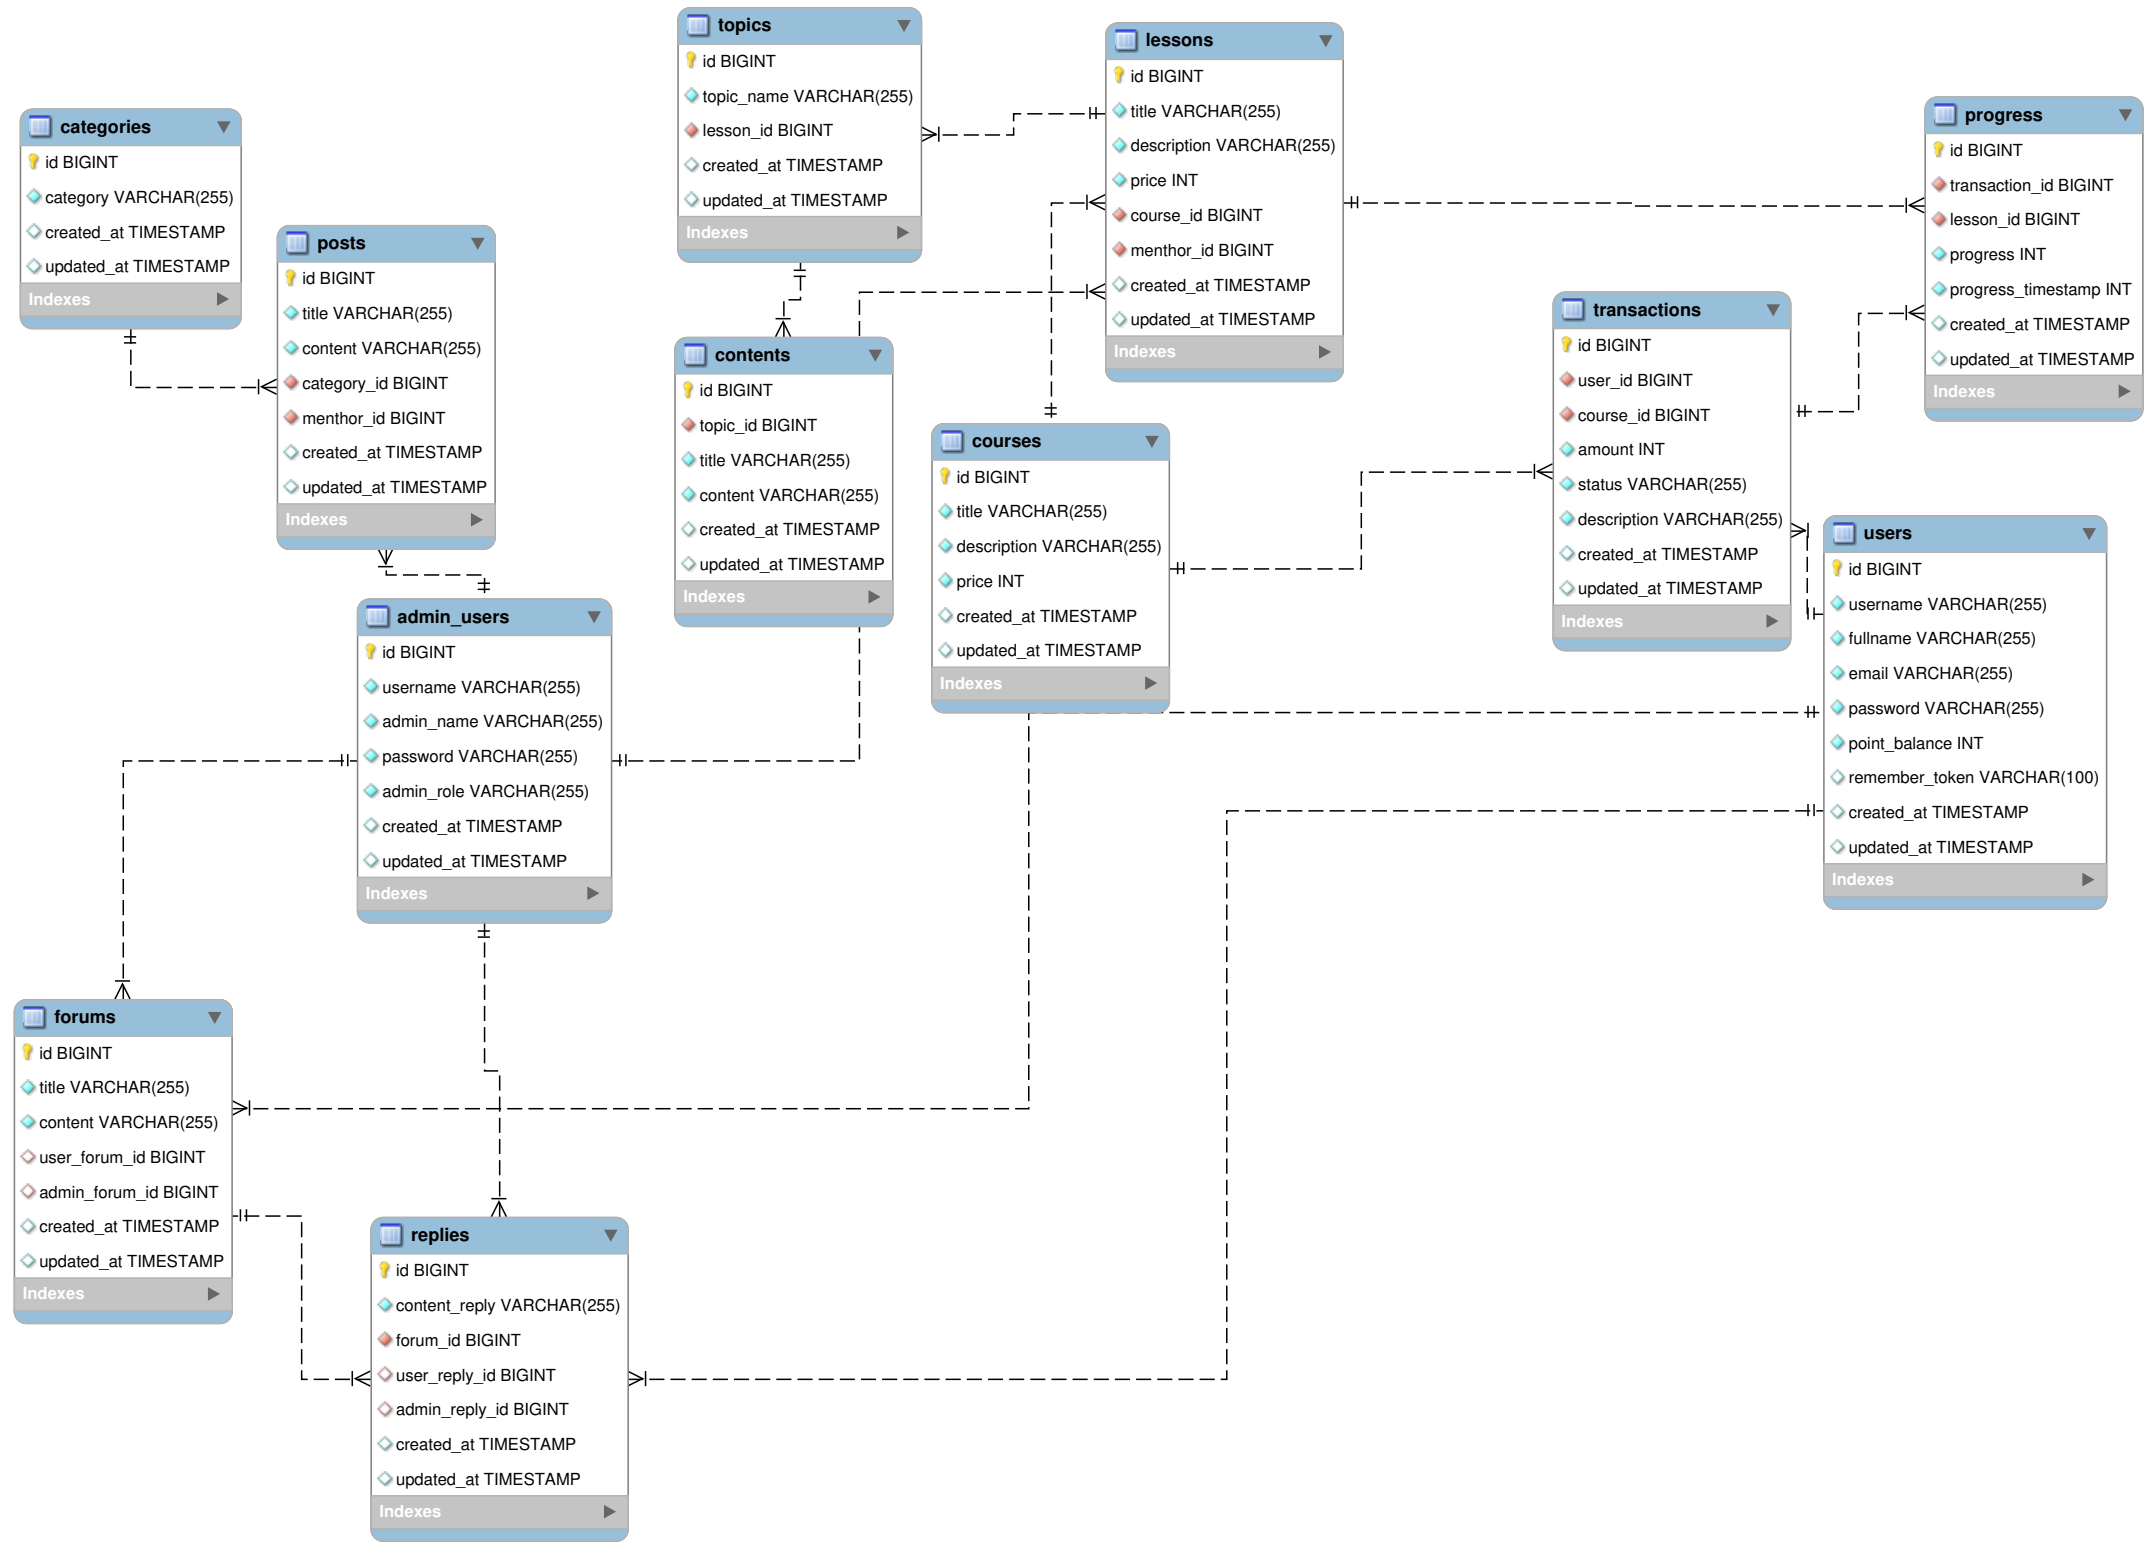 topics
id BIGINT
topic_name VARCHAR(255)
lesson_id BIGINT
created_at TIMESTAMP
updated_at TIMESTAMP
Indexes
lessons
id BIGINT
title VARCHAR(255)
description VARCHAR(255)
price INT
course_id BIGINT
menthor_id BIGINT
created_at TIMESTAMP
updated_at TIMESTAMP
Indexes
progress
id BIGINT
transaction_id BIGINT
lesson_id BIGINT
progress INT
progress_timestamp INT
created_at TIMESTAMP
updated_at TIMESTAMP
Indexes
categories
id BIGINT
category VARCHAR(255)
created_at TIMESTAMP
updated_at TIMESTAMP
Indexes
posts
id BIGINT
title VARCHAR(255)
content VARCHAR(255)
category_id BIGINT
menthor_id BIGINT
created_at TIMESTAMP
updated_at TIMESTAMP
Indexes
contents
id BIGINT
topic_id BIGINT
title VARCHAR(255)
content VARCHAR(255)
created_at TIMESTAMP
updated_at TIMESTAMP
Indexes
courses
id BIGINT
title VARCHAR(255)
description VARCHAR(255)
price INT
created_at TIMESTAMP
updated_at TIMESTAMP
Indexes
transactions
id BIGINT
user_id BIGINT
course_id BIGINT
amount INT
status VARCHAR(255)
description VARCHAR(255)
created_at TIMESTAMP
updated_at TIMESTAMP
Indexes
users
id BIGINT
username VARCHAR(255)
fullname VARCHAR(255)
email VARCHAR(255)
password VARCHAR(255)
point_balance INT
remember_token VARCHAR(100)
created_at TIMESTAMP
updated_at TIMESTAMP
Indexes
admin_users
id BIGINT
username VARCHAR(255)
admin_name VARCHAR(255)
password VARCHAR(255)
admin_role VARCHAR(255)
created_at TIMESTAMP
updated_at TIMESTAMP
Indexes
forums
id BIGINT
title VARCHAR(255)
content VARCHAR(255)
user_forum_id BIGINT
admin_forum_id BIGINT
created_at TIMESTAMP
updated_at TIMESTAMP
Indexes
replies
id BIGINT
content_reply VARCHAR(255)
forum_id BIGINT
user_reply_id BIGINT
admin_reply_id BIGINT
created_at TIMESTAMP
updated_at TIMESTAMP
Indexes